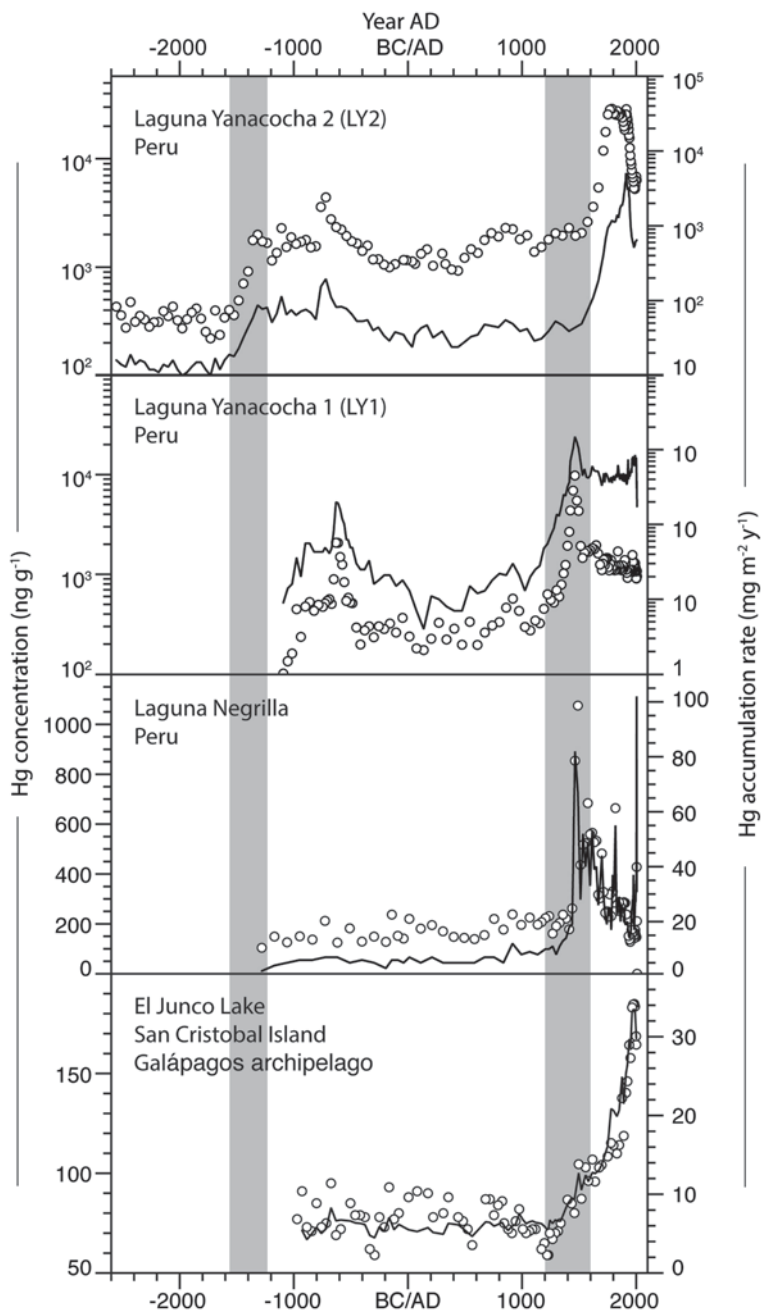 Year AD
-2000 -1000 BC/AD 1000 2000
Laguna Yanacocha 2 (LY2)
Peru
10⁴
10³
10²
10⁵
10⁴
10³
10²
10
Laguna Yanacocha 1 (LY1)
Peru
10⁴
10³
10²
10
10
10
1
Laguna Negrilla
Peru
1000
800
600
400
200
0
100
80
60
40
20
0
El Junco Lake
San Cristobal Island
Galápagos archipelago
150
100
50
30
20
10
0
-2000 -1000 BC/AD 1000 2000
Hg concentration (ng g⁻¹)
Hg accumulation rate (mg m⁻² y⁻¹)